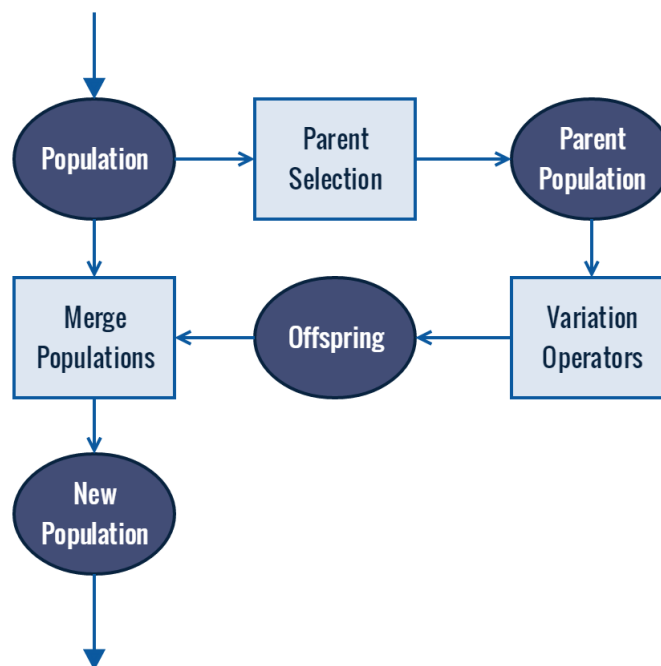 Population
Parent
Selection
Parent
Population
Merge
Populations
Offspring
Variation
Operators
New
Population